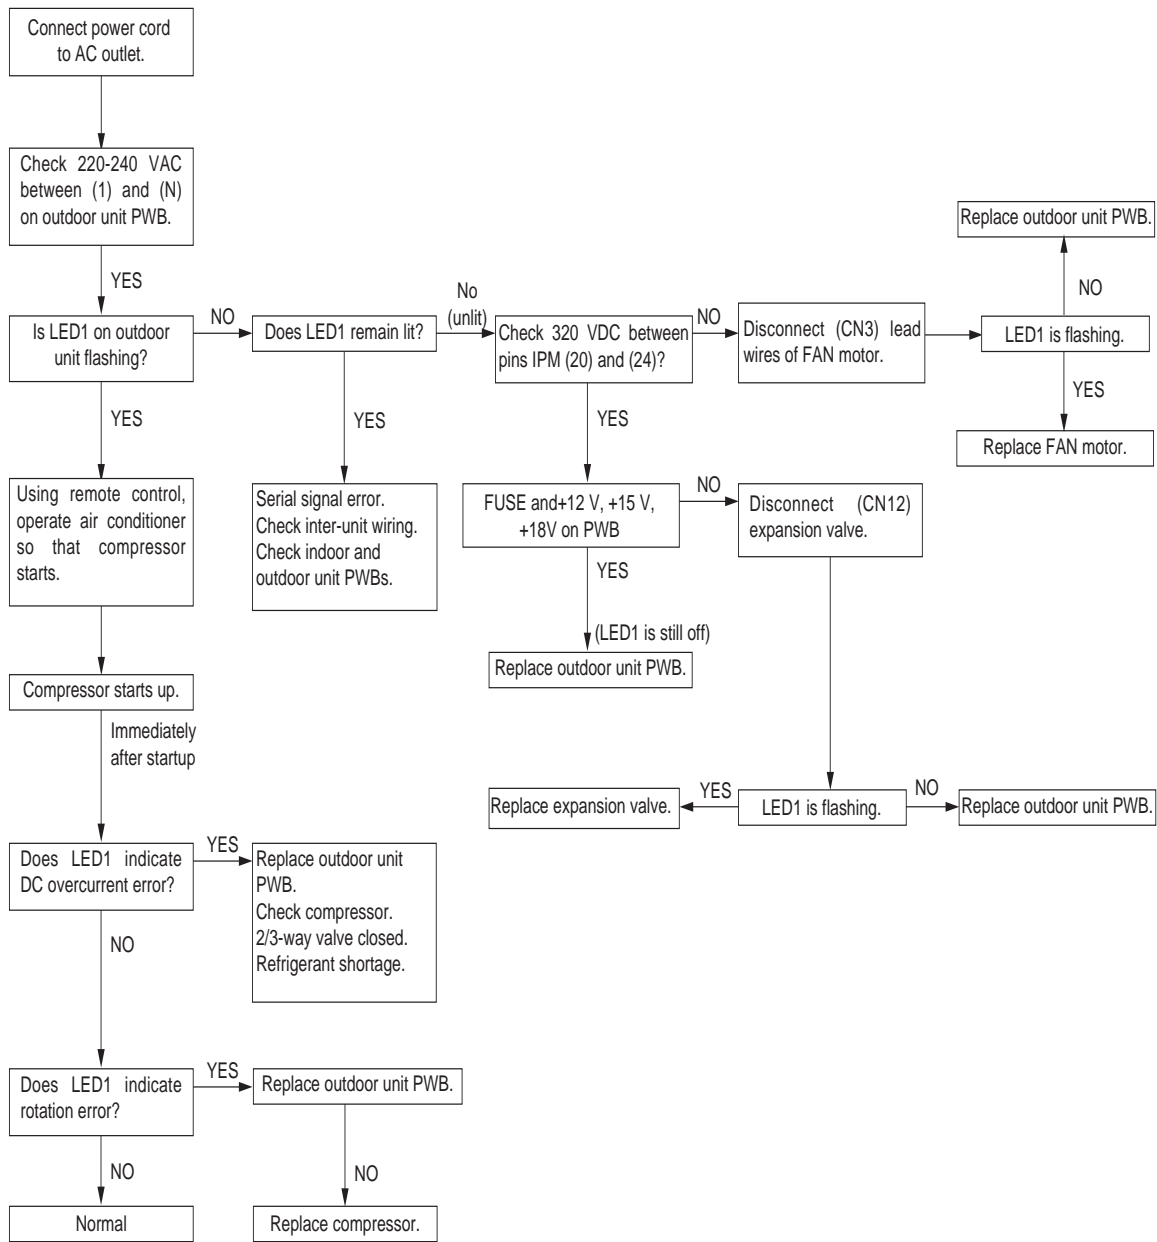 Connect power cord
to AC outlet.
Check 220-240 VAC
between (1) and (N)
on outdoor unit PWB.
YES
Is LED1 on outdoor
unit flashing?
NO
Does LED1 remain lit?
No
(unlit)
Check 320 VDC between
pins IPM (20) and (24)?
NO
Disconnect (CN3) lead
wires of FAN motor.
LED1 is flashing.
NO
Replace outdoor unit PWB.
YES
Replace FAN motor.
YES
Using remote control,
operate air conditioner
so that compressor
starts.
YES
Serial signal error.
Check inter-unit wiring.
Check indoor and
outdoor unit PWBs.
YES
FUSE and+12 V, +15 V,
+18V on PWB
NO
Disconnect (CN12)
expansion valve.
YES
(LED1 is still off)
Replace outdoor unit PWB.
Compressor starts up.
Immediately
after startup
Replace expansion valve.
YES
LED1 is flashing.
NO
Replace outdoor unit PWB.
Does LED1 indicate
DC overcurrent error?
YES
Replace outdoor unit
PWB.
Check compressor.
2/3-way valve closed.
Refrigerant shortage.
NO
Does LED1 indicate
rotation error?
YES
Replace outdoor unit PWB.
NO
Normal
NO
Replace compressor.